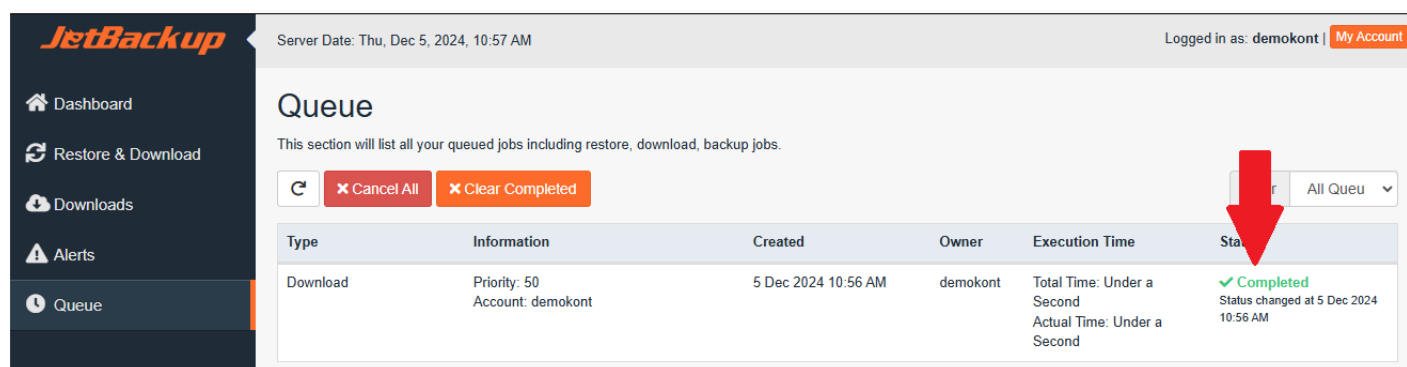 JetBackup
Server Date: Thu, Dec 5, 2024, 10:57 AM
Logged in as: demokont | My Account
Dashboard
Restore & Download
Downloads
Alerts
Queue
Queue
This section will list all your queued jobs including restore, download, backup jobs.
Cancel All
Clear Completed
All Queu
Type Information Created Owner Execution Time
Download
Priority: 50
Account: demokont
5 Dec 2024 10:56 AM
demokont
Total Time: Under a
Second
Actual Time: Under a
Second
Completed
Status changed at 5 Dec 2024
10:56 AM